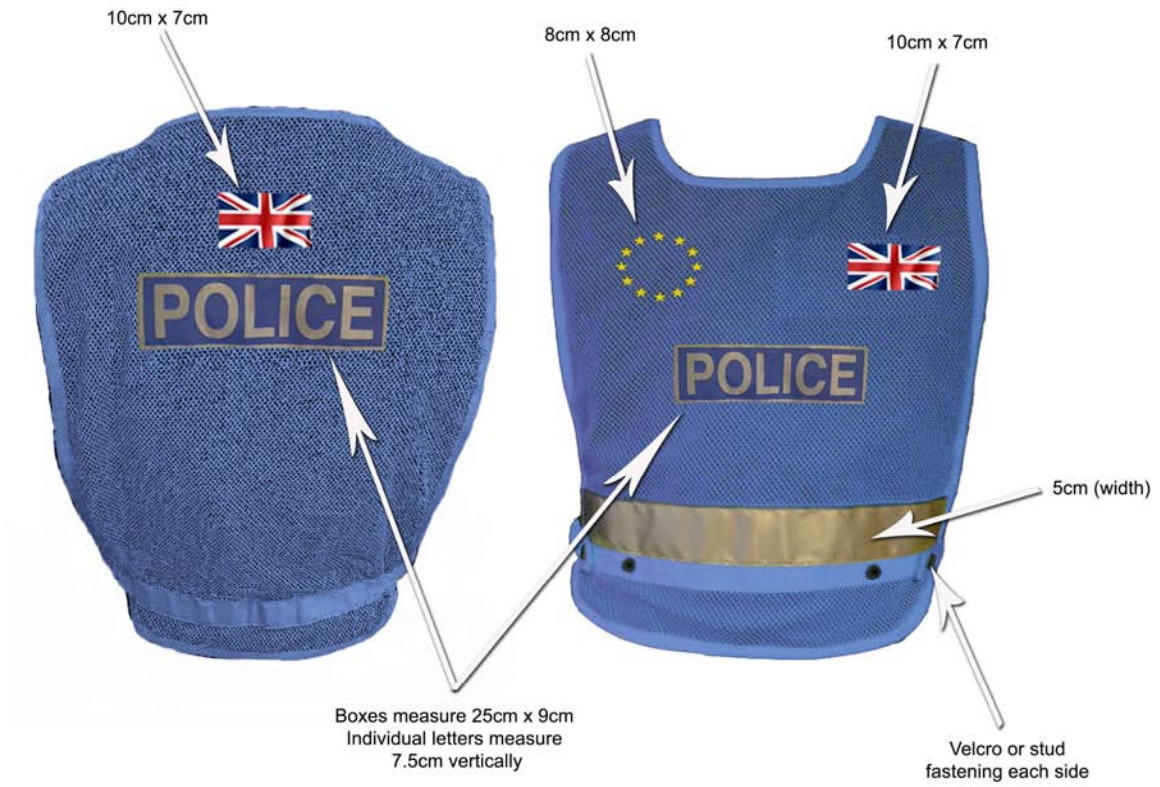 10cm x 7cm
8cm x 8cm
10cm x 7cm
POLICE
POLICE
5cm (width)
Boxes measure 25cm x 9cm
Individual letters measure
7.5cm vertically
Velcro or stud
fastening each side